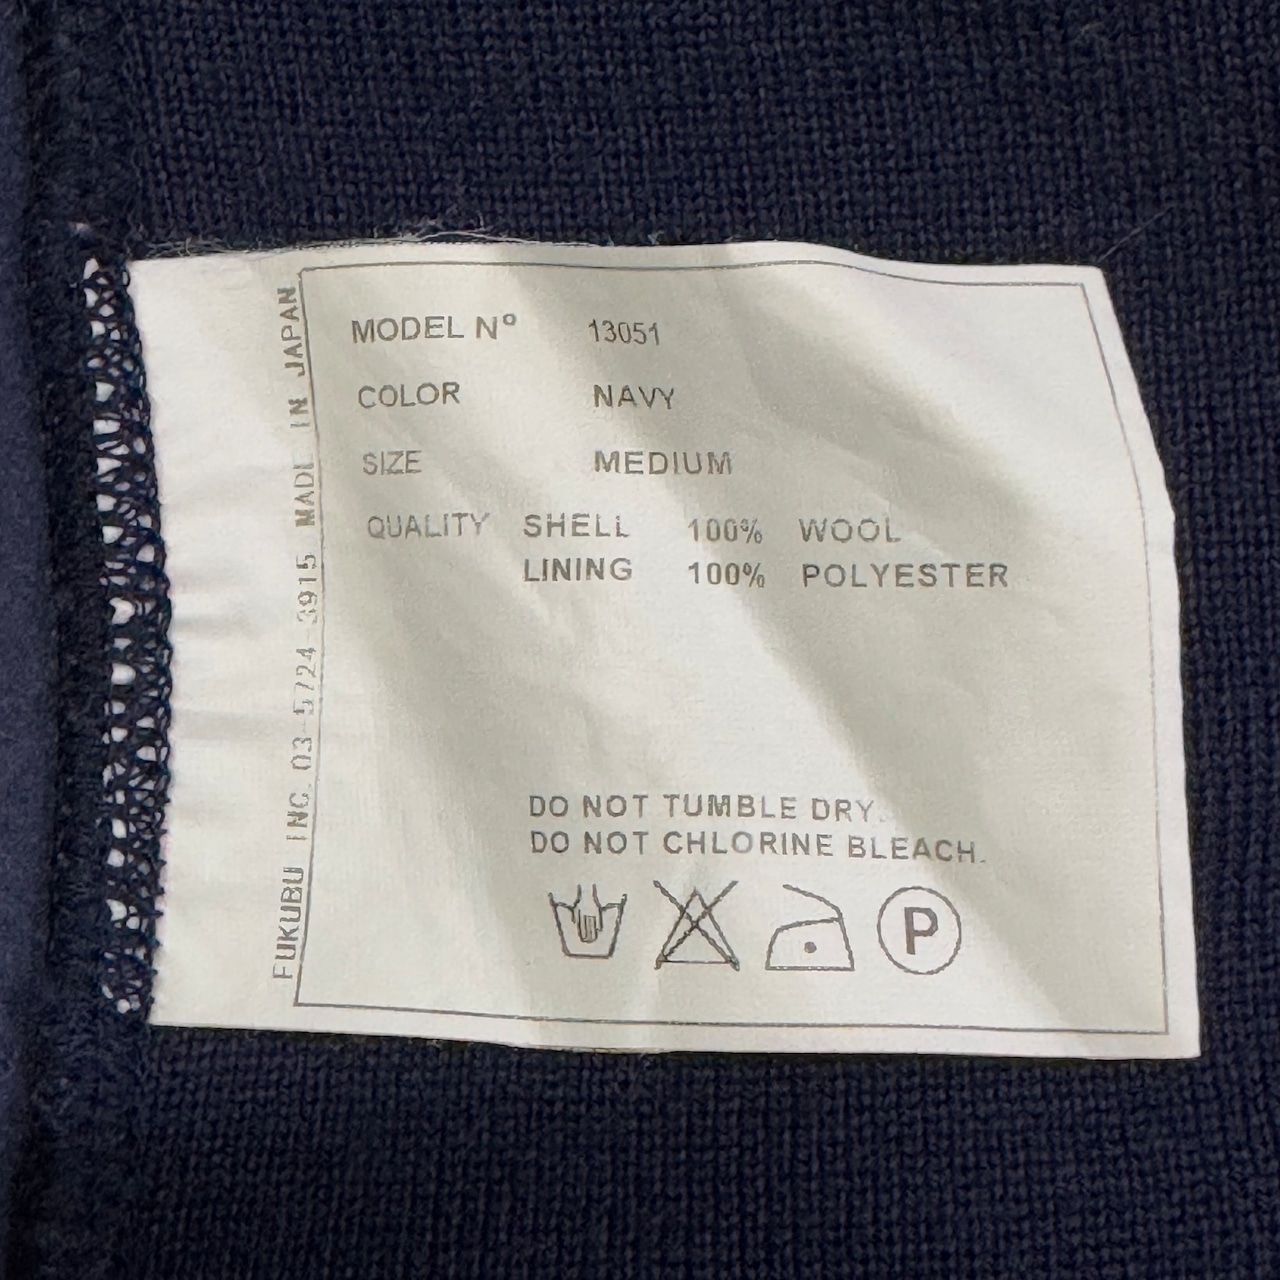 MODEL Nº 13051
COLOR NAVY
SIZE MEDIUM
QUALITY SHELL 100% WOOL
LINING 100% POLYESTER
DO NOT TUMBLE DRY.
DO NOT CHLORINE BLEACH.
P
FUKUBU INC. 03-5724-3915 MADE IN JAPAN